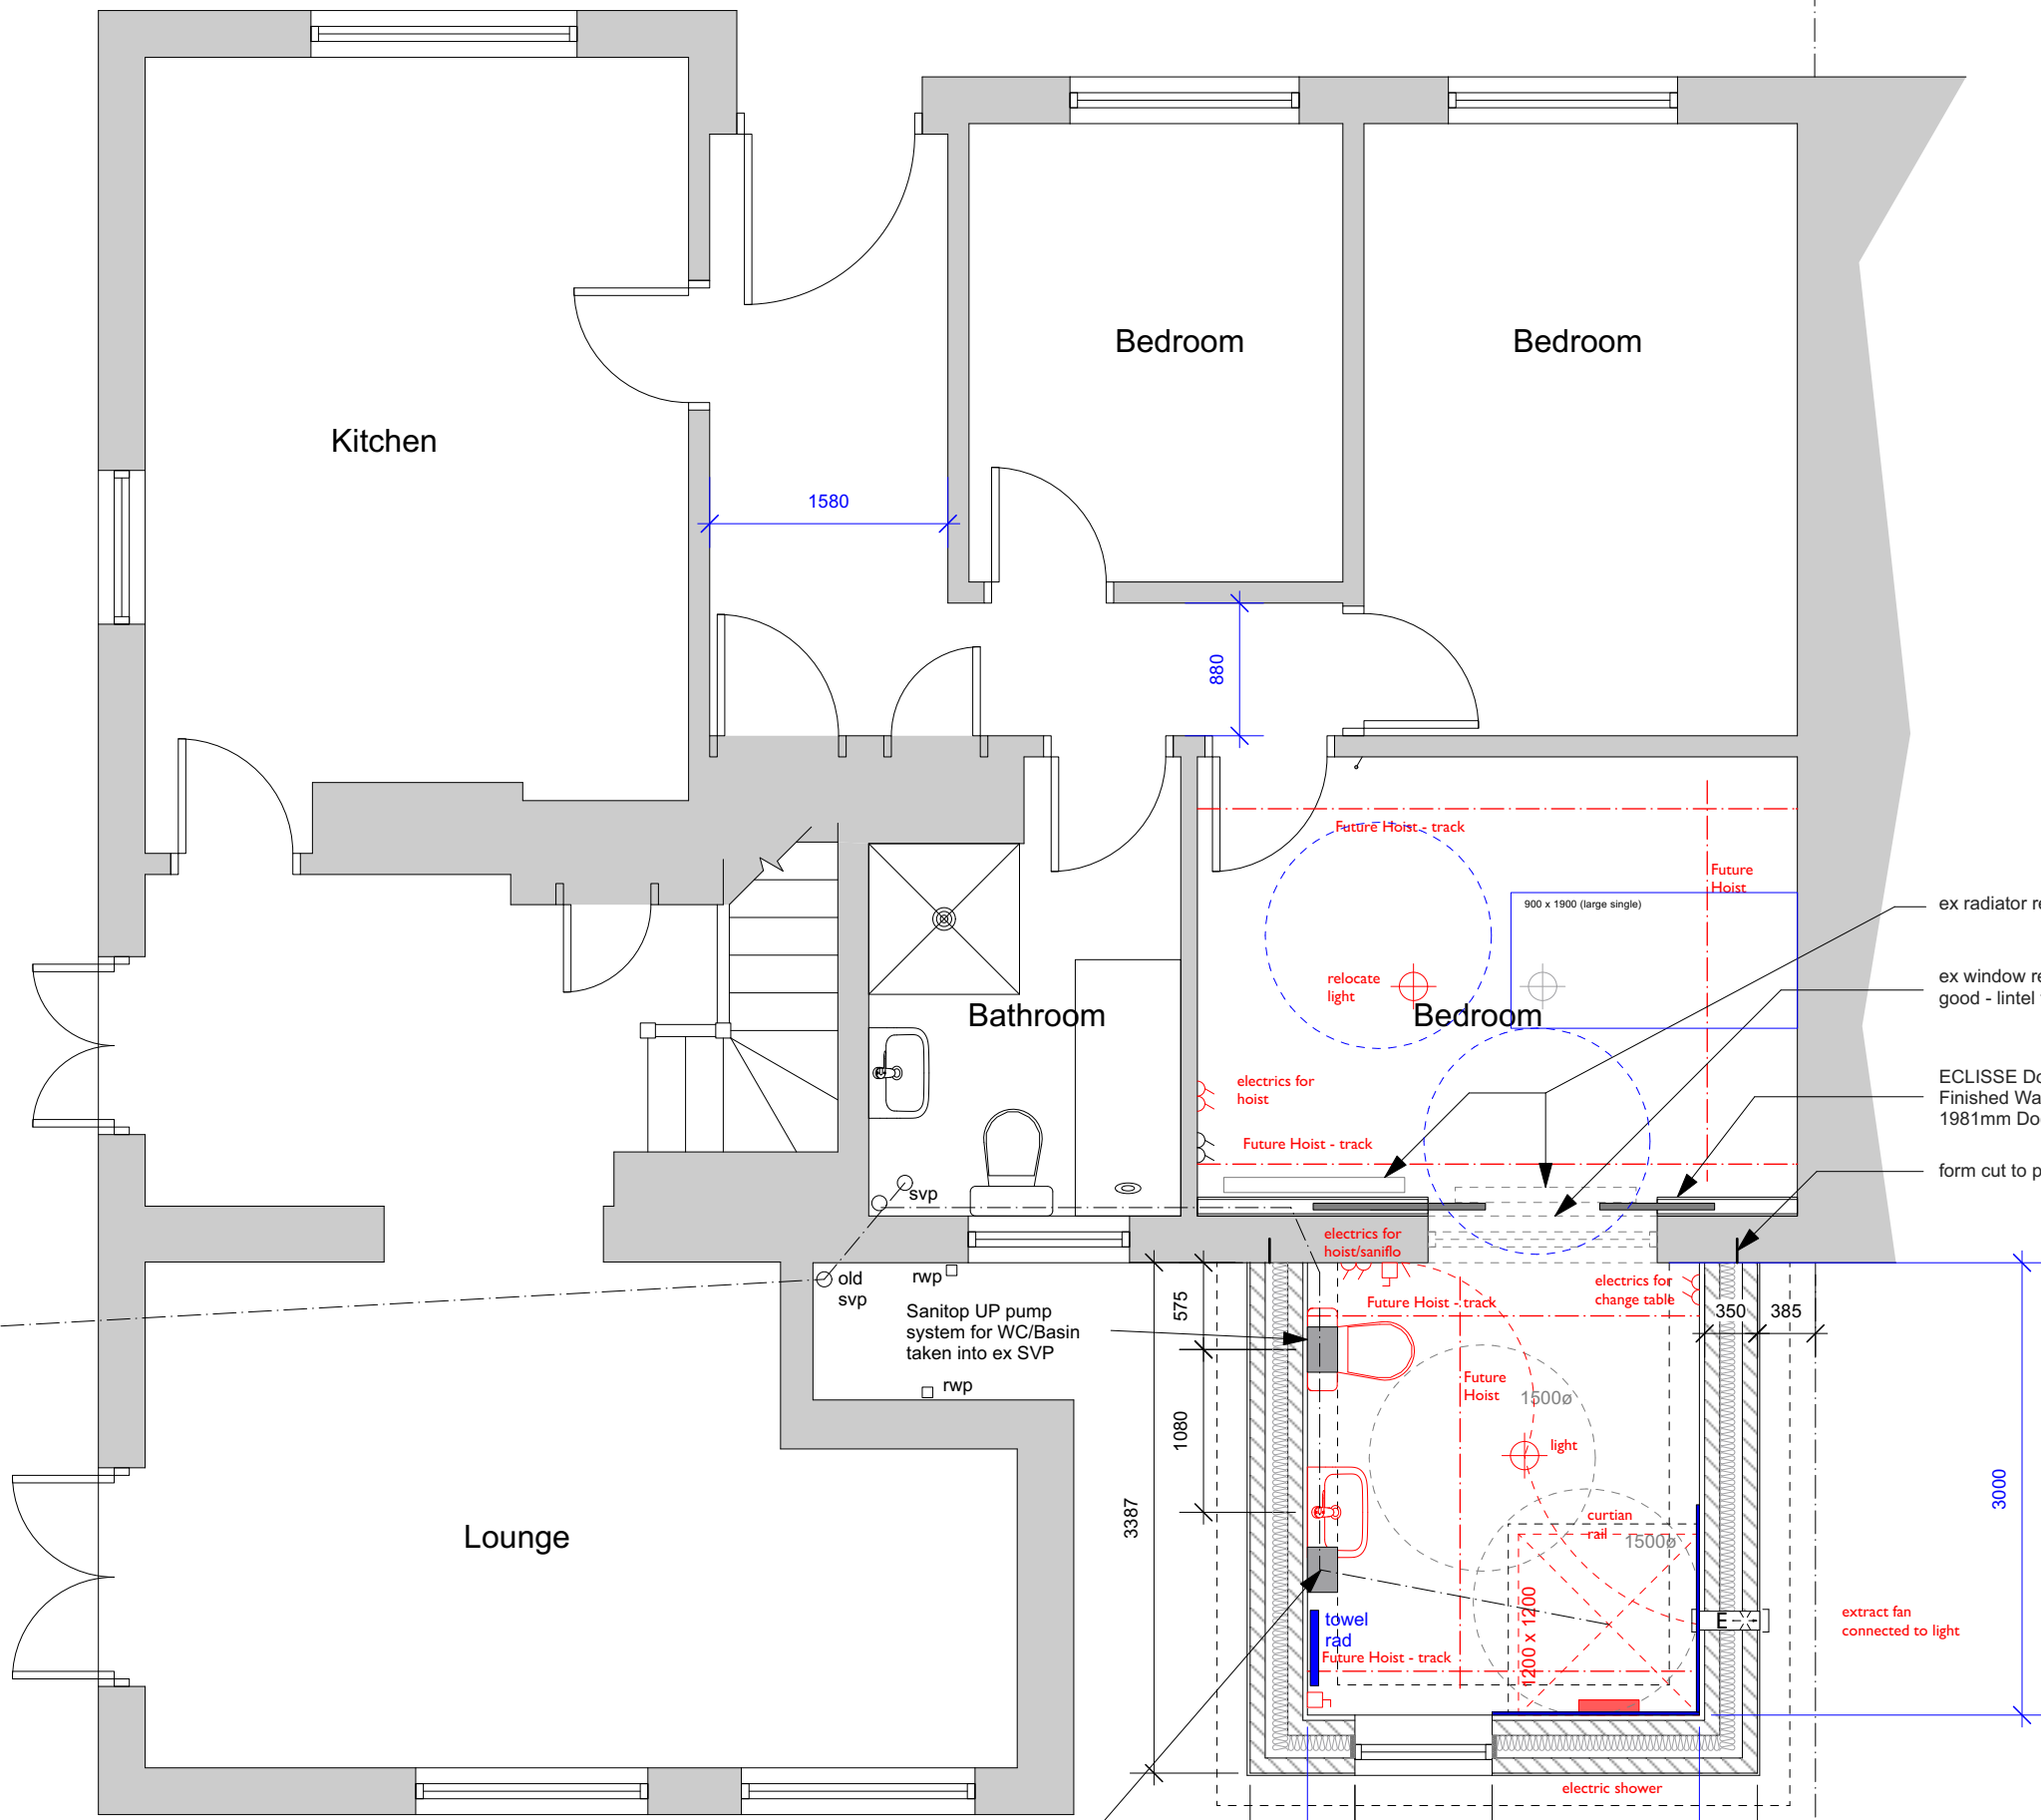 Kitchen
Bedroom
Bedroom
1580
880
Future Hoist - track
Future
Hoist
900 x 1900 (large single)
relocate
light
Bedroom
Bathroom
electrics for
hoist
Future Hoist - track
svp
ex radiator
ex window
good - lintel
ECLISSE
Finished
1981mm
form cut to
old
svp
rwp
Sanitop UP pump
system for WC/Basin
taken into ex SVP
rwp
electrics for
hoist/saniflo
electrics for
change table
Future Hoist - track
350
385
575
1080
3387
3000
Future
Hoist
1500ø
light
curtian
rail
1500ø
1200 x 1200
towel
rad
Future Hoist - track
E
extract fan
connected to light
electric shower
Lounge